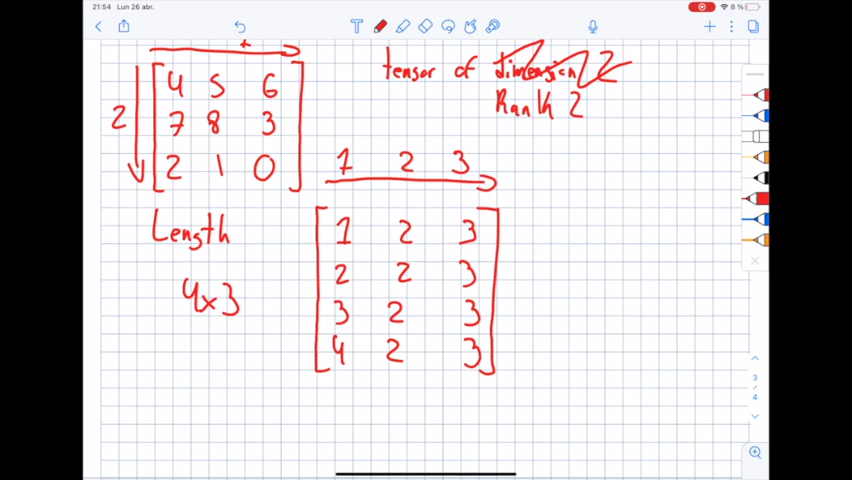 21:54 Lun 26 abr.
8 %
T
tensor of dimension 2
Rank 2
4 5 6
2
7 8 3
2 1 0
1 2 3
Length
4x3
1 2 3
2 2 3
3 2 3
4 2 3
3
/
4